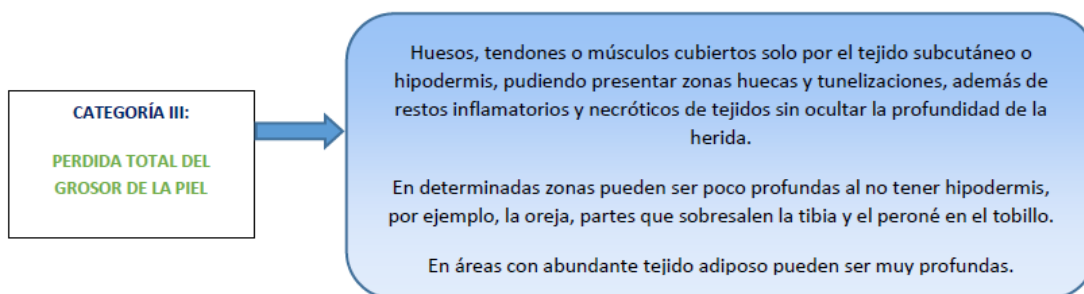 CATEGORÍA III:
PERDIDA TOTAL DEL
GROSOR DE LA PIEL
Huesos, tendones o músculos cubiertos solo por el tejido subcutáneo o
hipodermis, pudiendo presentar zonas huecas y tunelizaciones, además de
restos inflamatorios y necróticos de tejidos sin ocultar la profundidad de la
herida.
En determinadas zonas pueden ser poco profundas al no tener hipodermis,
por ejemplo, la oreja, partes que sobresalen la tibia y el peroné en el tobillo.
En áreas con abundante tejido adiposo pueden ser muy profundas.